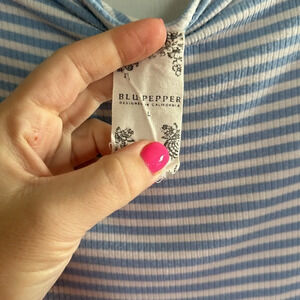 BLU PEPPER
DESIGNED IN CALIFORNIA
L